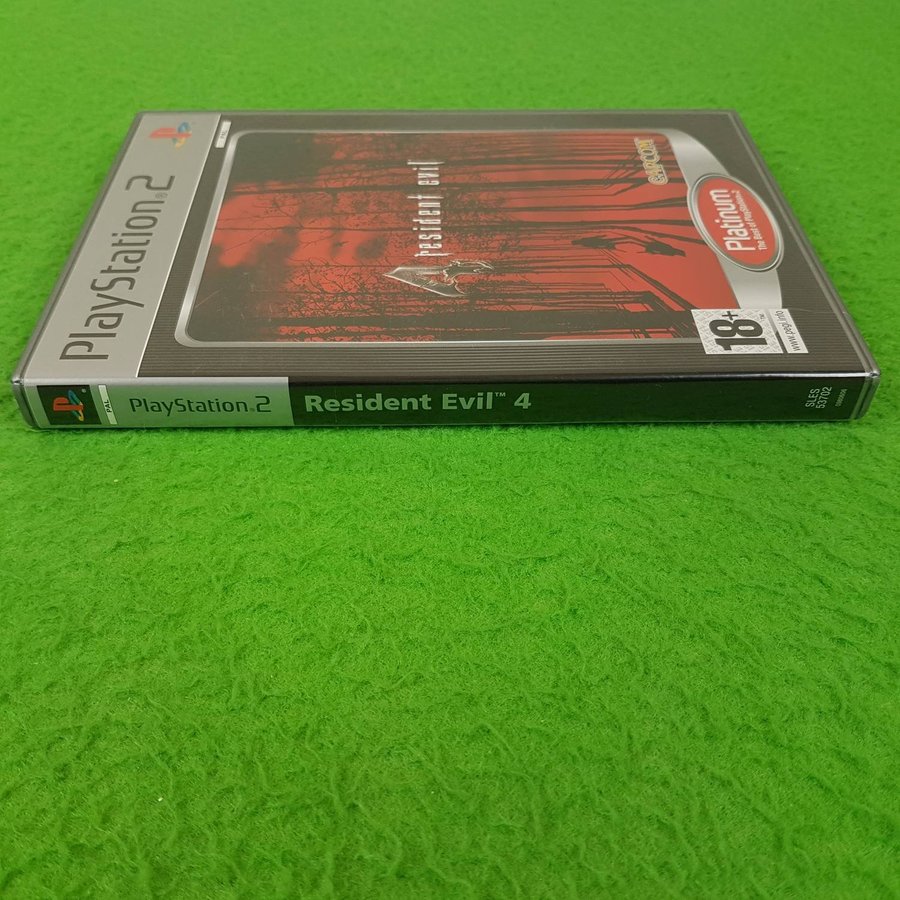 PlayStation®2
resident evil
4
CAPCOM
Platinum
The Best of PlayStation®2
18+
www.pegi.info
PAL
PlayStation®2
Resident Evil™ 4
SLES
53702